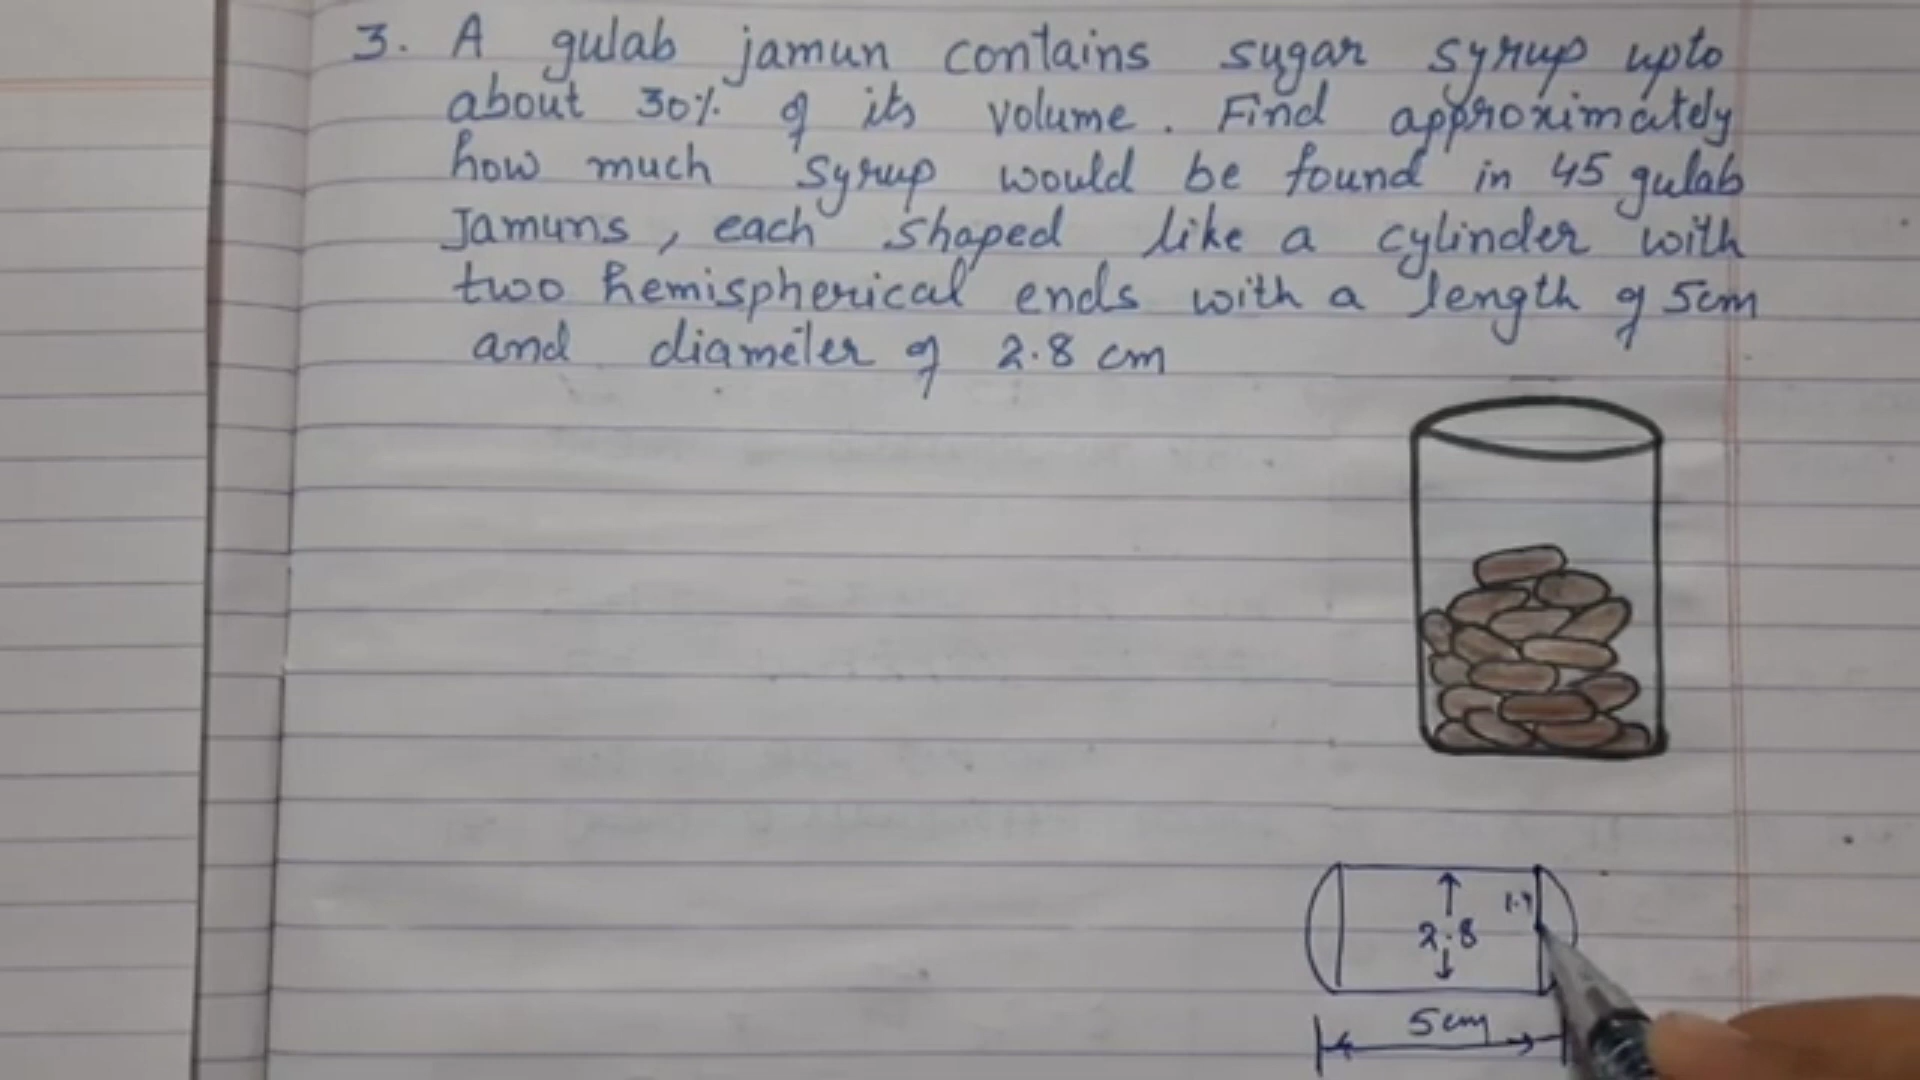 3. A gulab jamun contains sugar syrup upto
about 30% of its volume. Find approximately
how much syrup would be found in 45 gulab
Jamuns, each shaped like a cylinder with
two hemispherical ends with a length of 5cm
and diameter of 2.8 cm
1.4
2.8
5cm